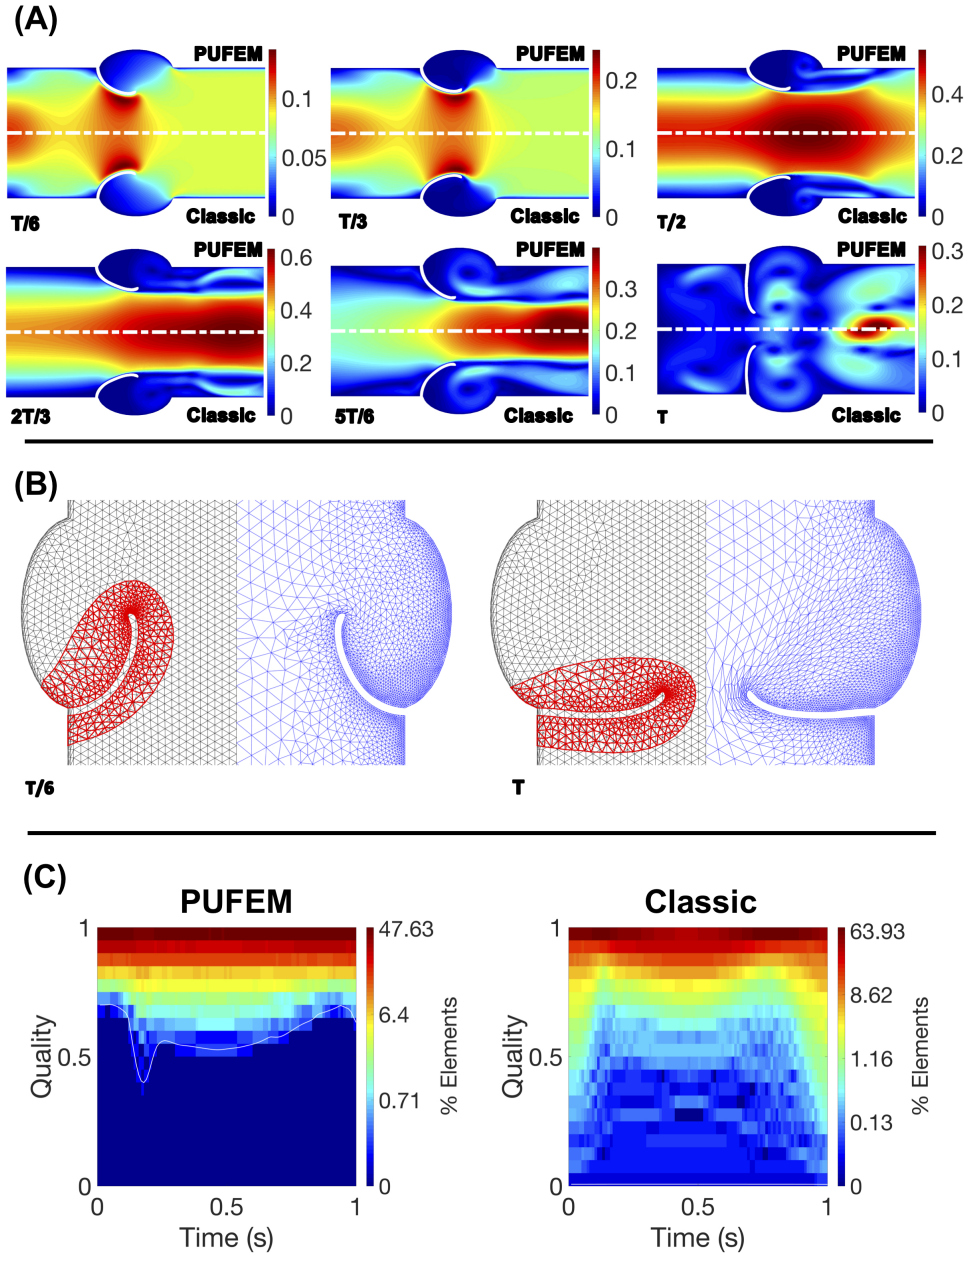 (A)
PUFEM PUFEM PUFEM
0.1 0.05 0
0.2 0.1 0
0.4 0.2 0
Classic Classic Classic
T/6 T/3 T/2
PUFEM PUFEM PUFEM
0.6 0.4 0.2 0
0.3 0.2 0.1 0
0.3 0.2 0.1 0
Classic Classic Classic
2T/3 5T/6 T
(B)
T/6 T
(C)
PUFEM Classic
1 47.63 1 63.93
8.62
6.4
Quality 0.5 % Elements Quality 0.5 1.16 % Elements
0.71
0.13
0 0 0 0
0 0.5 1 0 0.5 1
Time (s) Time (s)